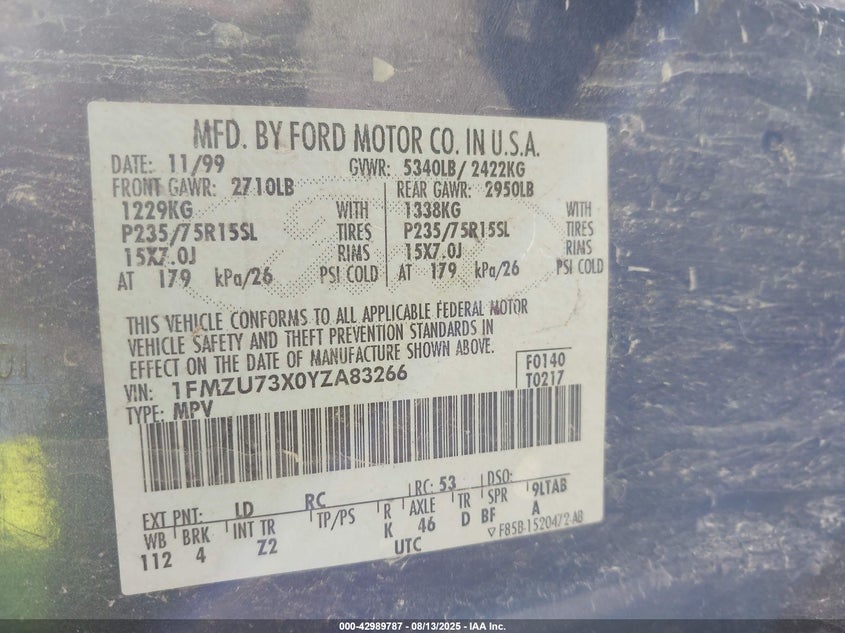 MFD. BY FORD MOTOR CO. IN U.S.A.
DATE: 11/99 GVWR: 5340LB/ 2422KG
FRONT GAWR: 2710LB REAR GAWR: 2950LB
1229KG WITH 1338KG WITH
P235/75R15SL TIRES P235/75R15SL TIRES
15X7.0J RIMS 15X7.0J RIMS
AT 179 kPa/26 PSI COLD AT 179 kPa/26 PSI COLD
THIS VEHICLE CONFORMS TO ALL APPLICABLE FEDERAL MOTOR
VEHICLE SAFETY AND THEFT PREVENTION STANDARDS IN
EFFECT ON THE DATE OF MANUFACTURE SHOWN ABOVE.
VIN: 1FMZU73X0YZA83266 F0140
TYPE: MPV T0217
EXT PNT: LD RC RC: 53 DSO:
WB BRK INT TR TP/PS R AXLE TR SPR 9LTAB
112 4 Z2 K 46 D BF A
UTC ▽ F85B-1520472-AB
000-42989787 - 08/13/2025 - IAA Inc.